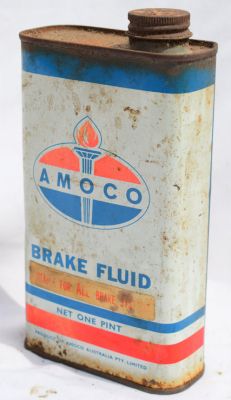 AMOCO
BRAKE FLUID
FOR ALL BRAKE
NET ONE PINT
AMOCO AUSTRALIA PTY. LIMITED